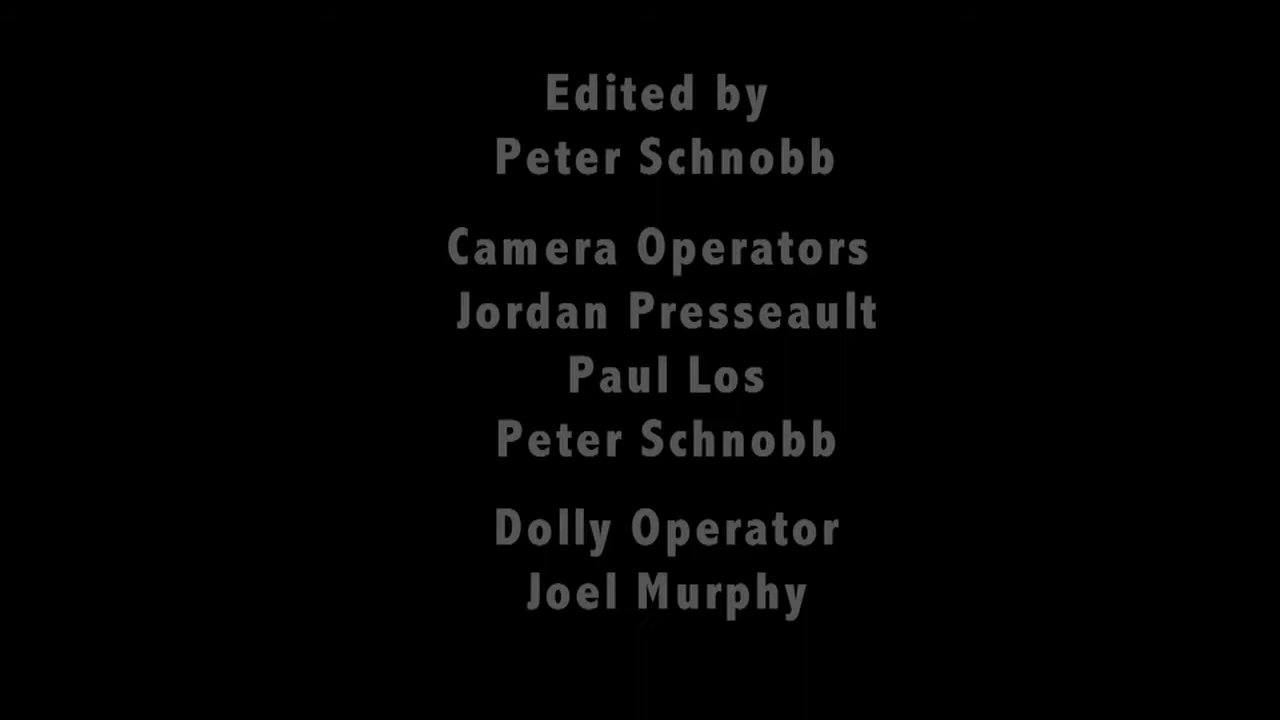 Edited by
Peter Schnobb
Camera Operators
Jordan Presseault
Paul Los
Peter Schnobb
Dolly Operator
Joel Murphy